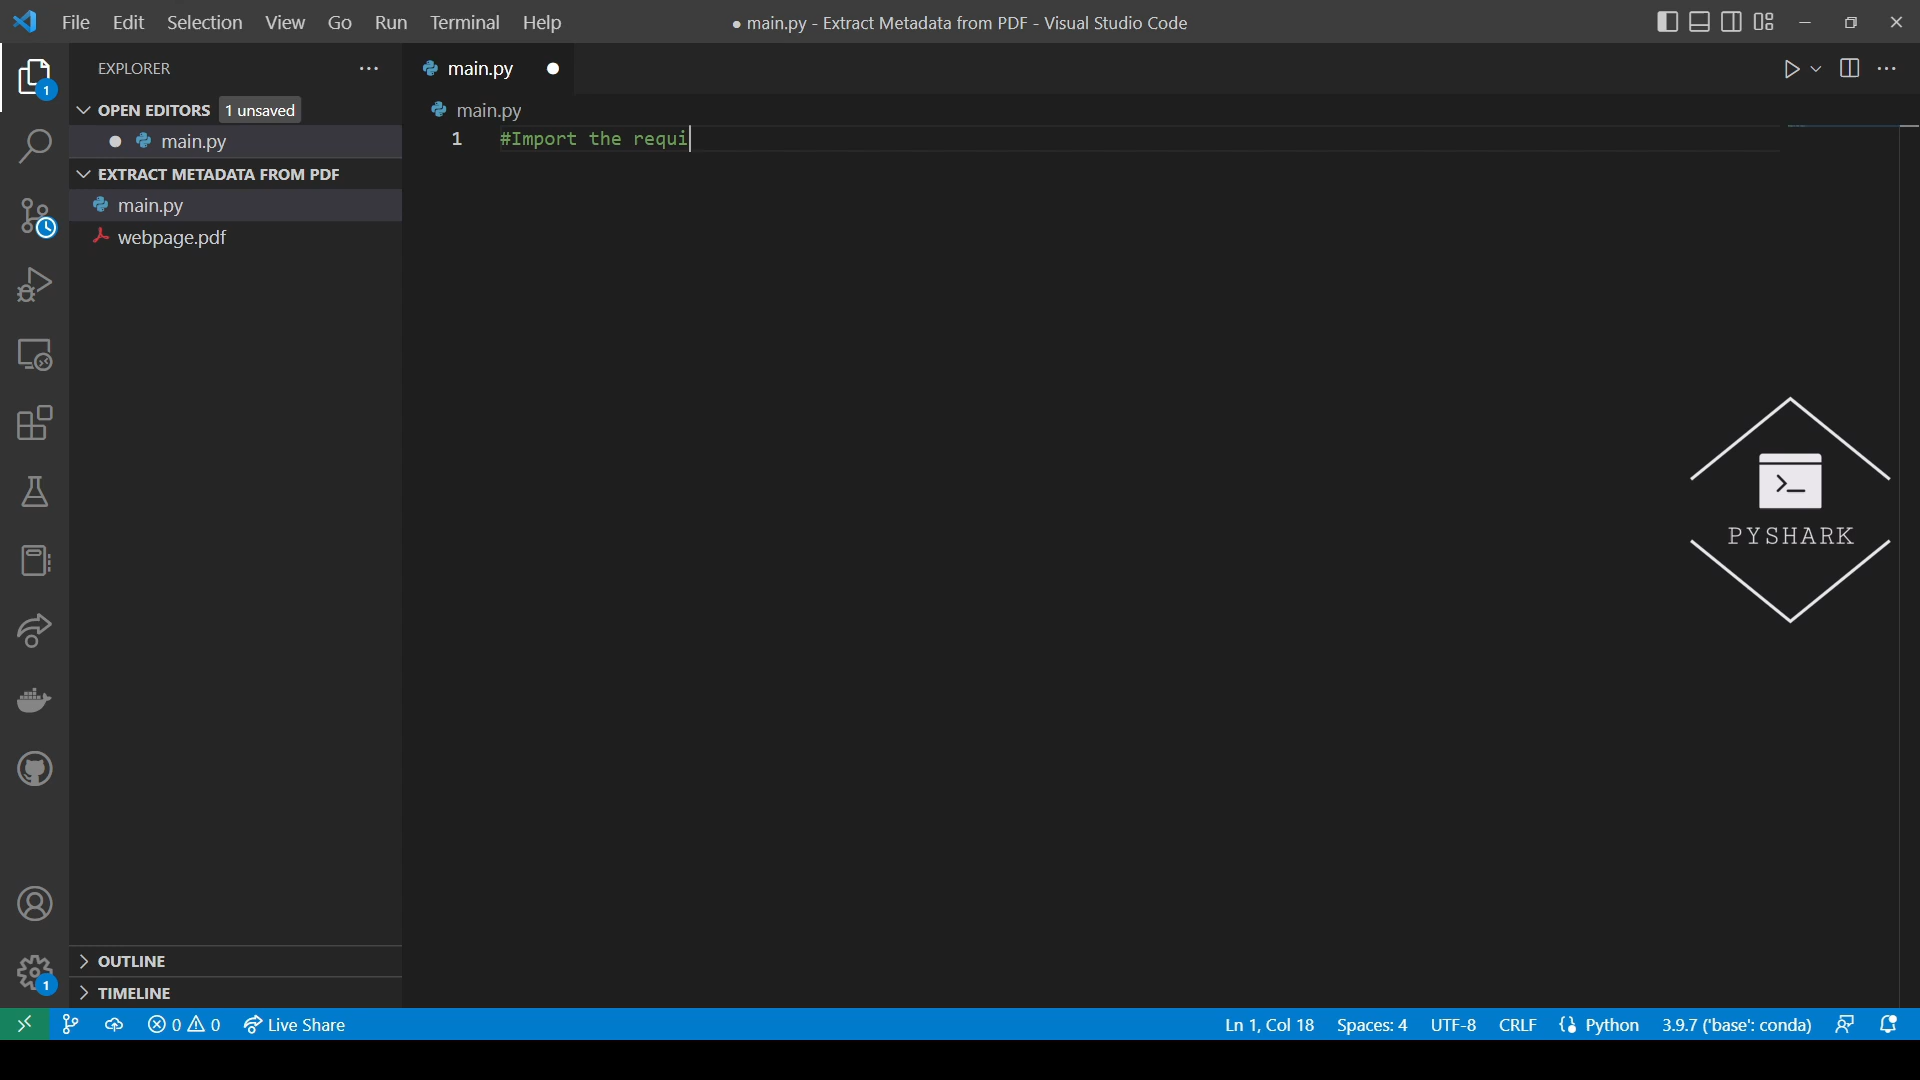 File Edit Selection View Go Run Terminal Help
● main.py - Extract Metadata from PDF - Visual Studio Code
EXPLORER
main.py
1
OPEN EDITORS 1 unsaved
main.py
main.py
1 #Import the requi
EXTRACT METADATA FROM PDF
main.py
webpage.pdf
>_
PYSHARK
OUTLINE
1
TIMELINE
0 0 Live Share
Ln 1, Col 18 Spaces: 4 UTF-8 CRLF {} Python 3.9.7 ('base': conda)